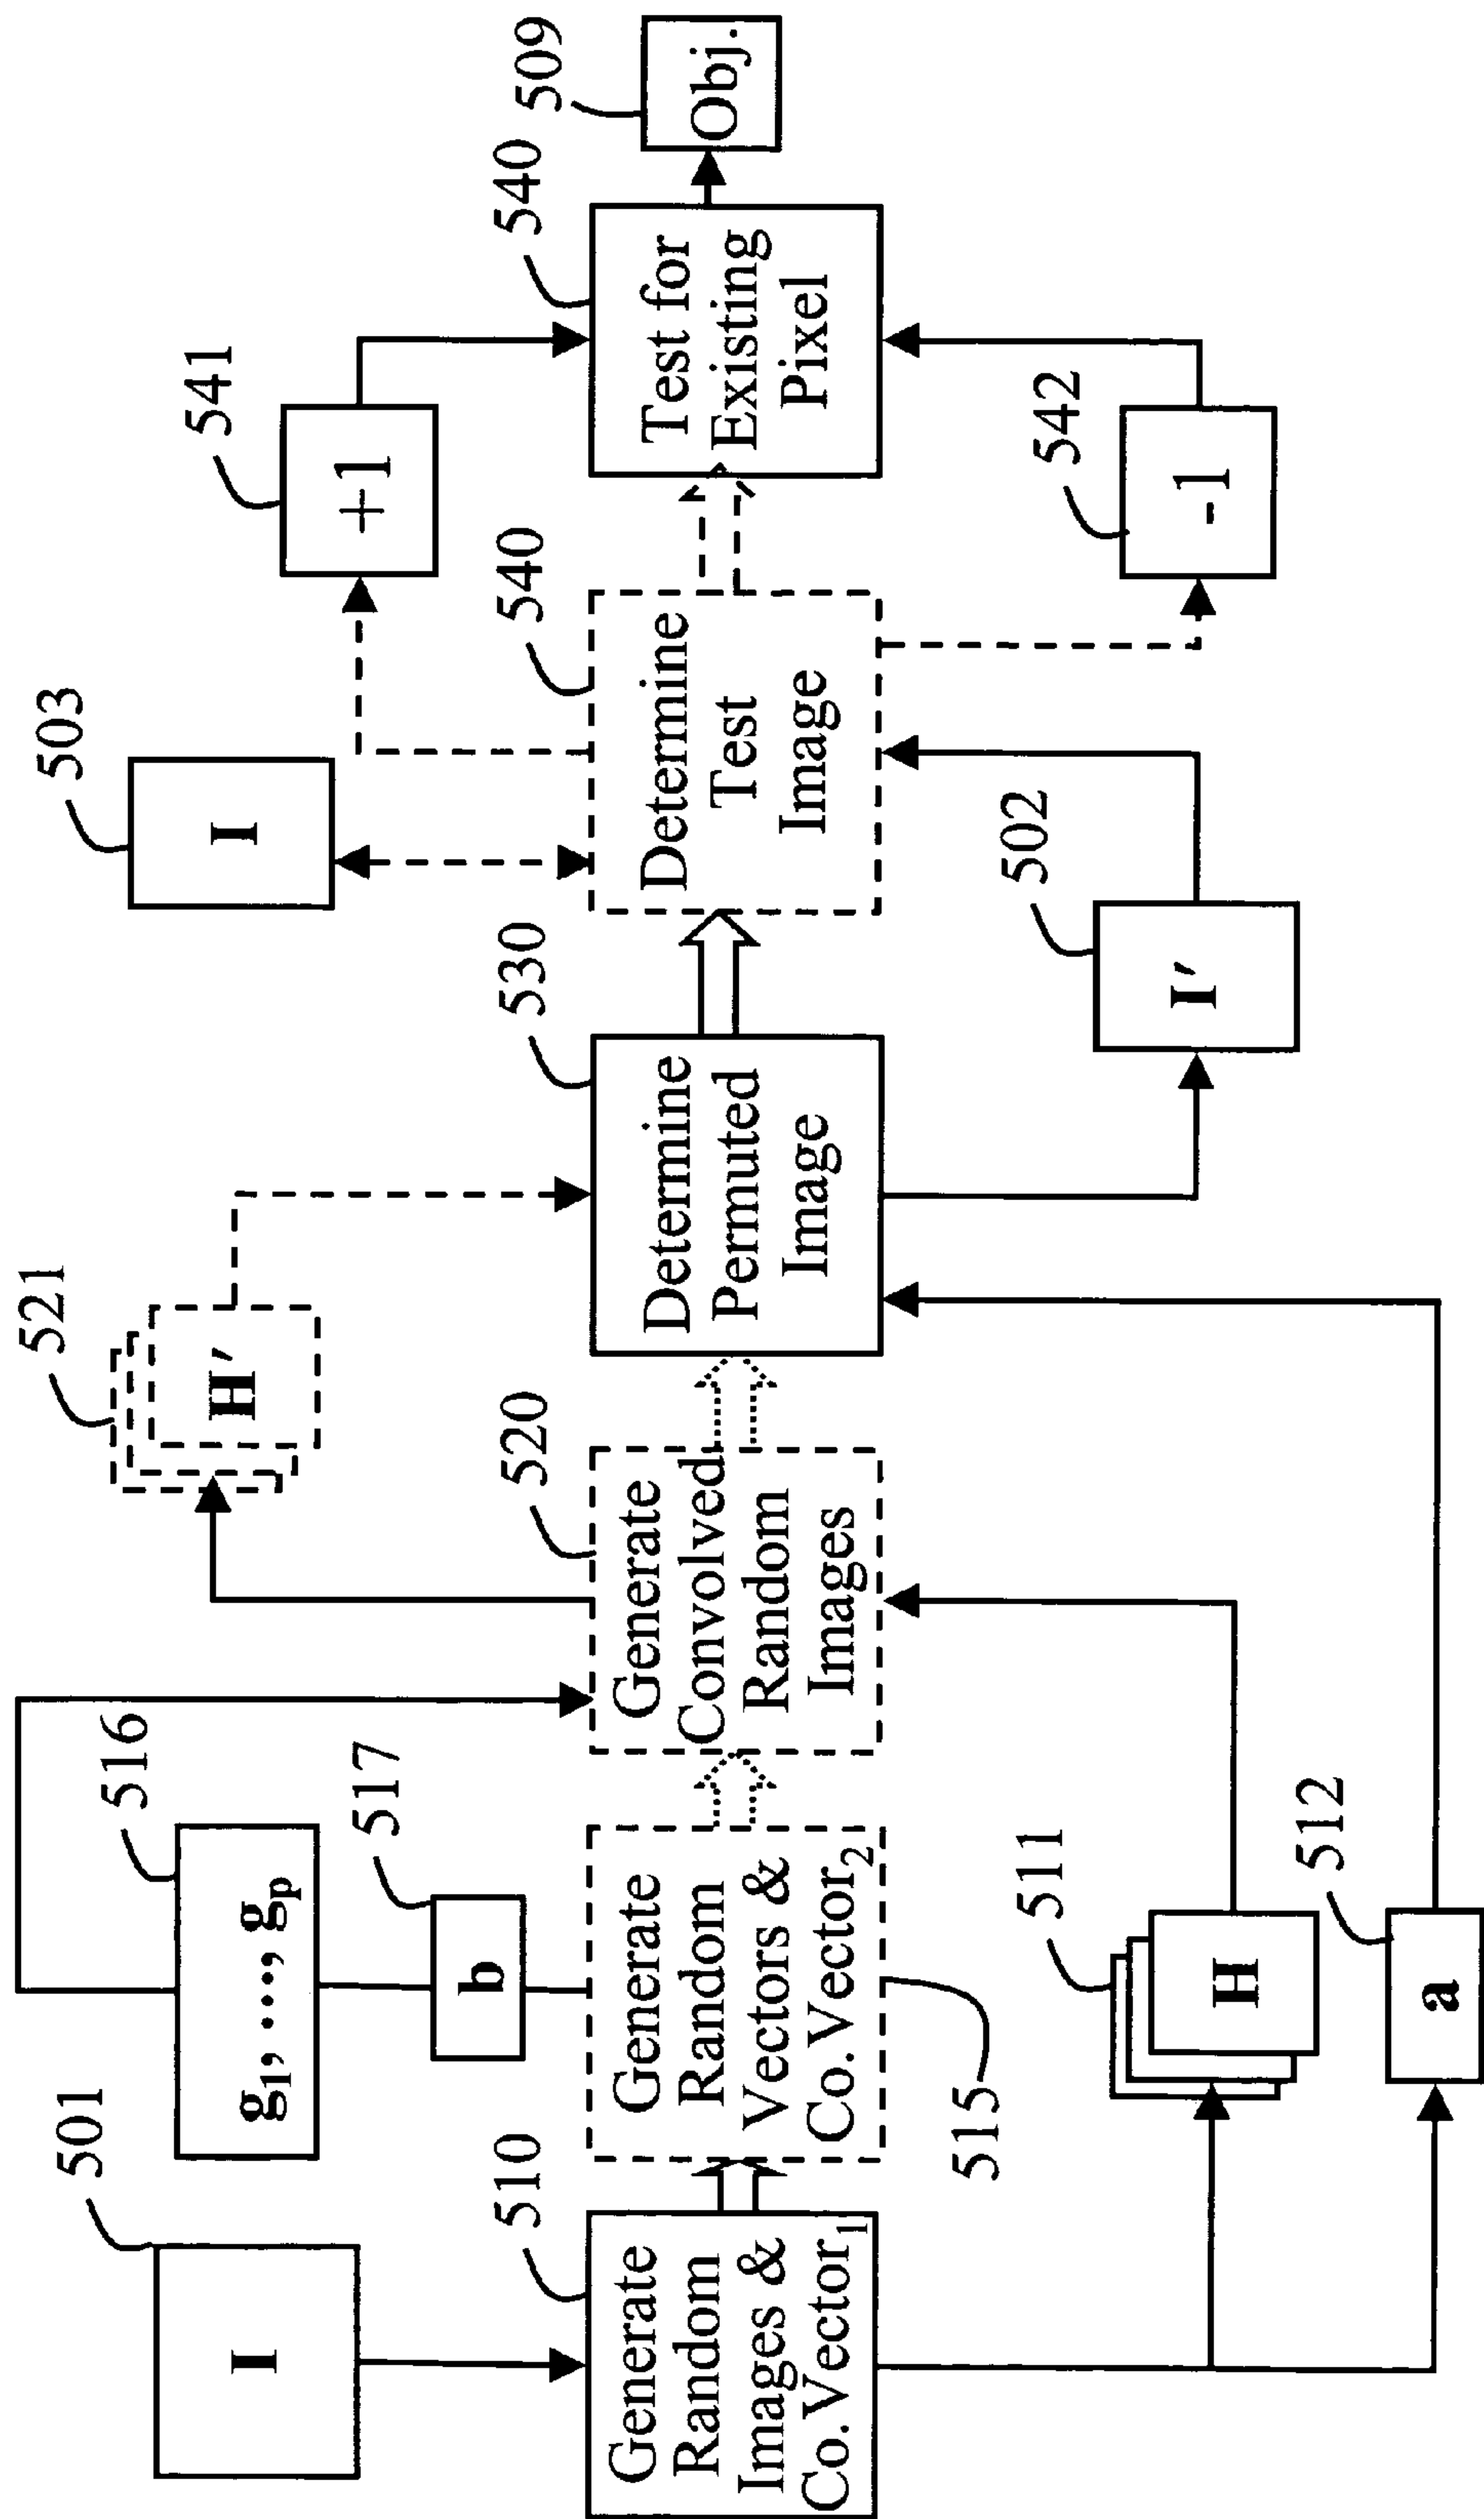 501
I
516
g1, ..., gp
517
b
510
Generate
Random
Images &
Co.Vector1
Generate
Random
Vectors &
Co.Vector2
515
511
H
512
a
520
Generate
Convolved
Random
Images
521
H'
530
Determine
Permuted
Image
502
I'
503
I
540
Determine
Test
Image
541
+1
542
-1
540
Test for
Existing
Pixel
509
Obj.